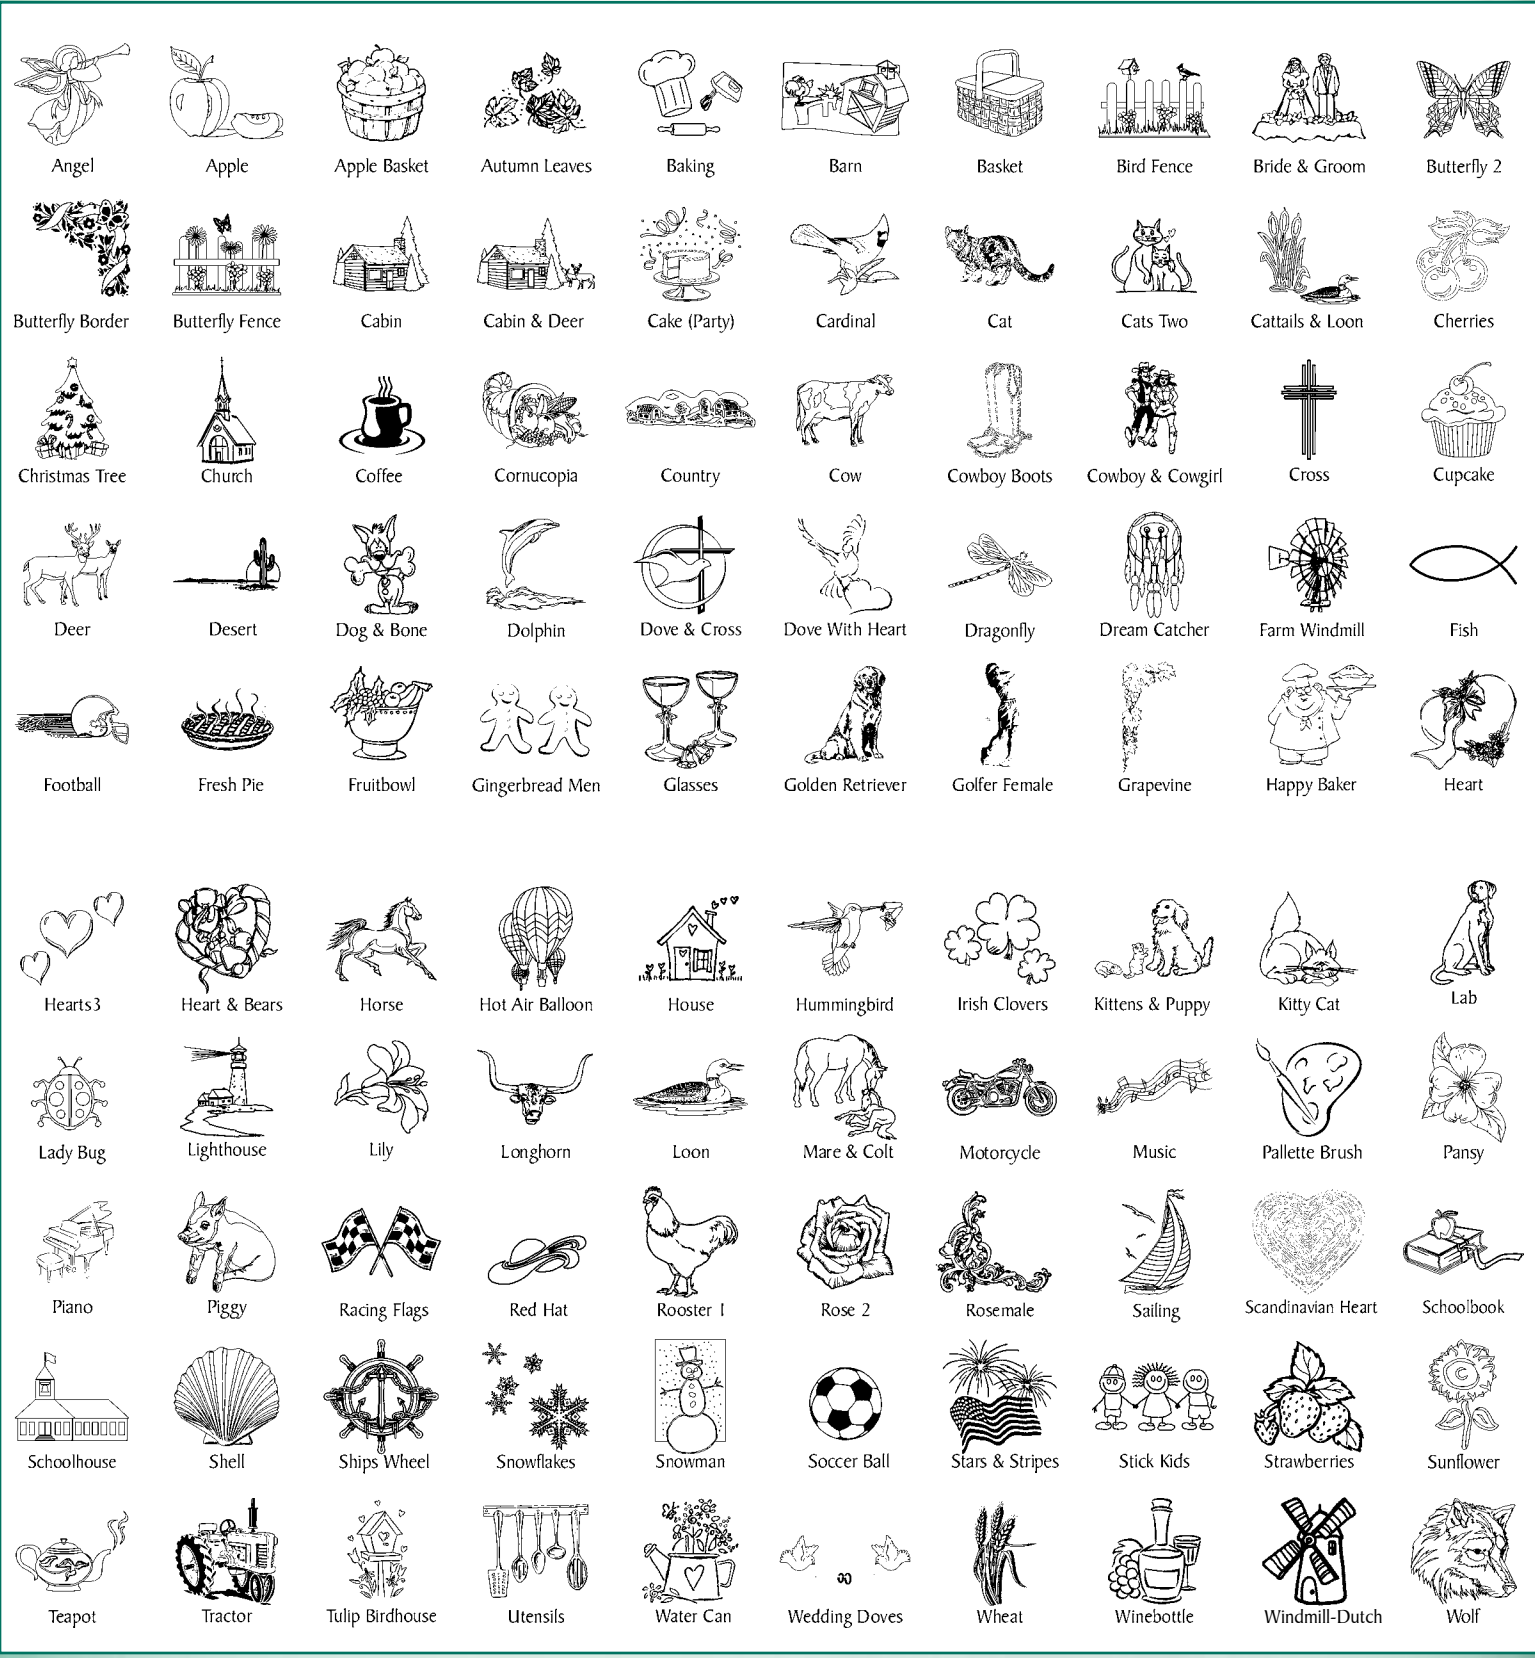 Angel Apple Apple Basket Autumn Leaves Baking Barn Basket Bird Fence Bride & Groom Butterfly 2
Butterfly Border Butterfly Fence Cabin Cabin & Deer Cake (Party) Cardinal Cat Cats Two Cattails & Loon Cherries
Christmas Tree Church Coffee Cornucopia Country Cow Cowboy Boots Cowboy & Cowgirl Cross Cupcake
Deer Desert Dog & Bone Dolphin Dove & Cross Dove With Heart Dragonfly Dream Catcher Farm Windmill Fish
Football Fresh Pie Fruitbowl Gingerbread Men Glasses Golden Retriever Golfer Female Grapevine Happy Baker Heart
Hearts3 Heart & Bears Horse Hot Air Balloon House Hummingbird Irish Clovers Kittens & Puppy Kitty Cat Lab
Lady Bug Lighthouse Lily Longhorn Loon Mare & Colt Motorcycle Music Pallette Brush Pansy
Piano Piggy Racing Flags Red Hat Rooster 1 Rose 2 Rosemale Sailing Scandinavian Heart Schoolbook
Schoolhouse Shell Ships Wheel Snowflakes Snowman Soccer Ball Stars & Stripes Stick Kids Strawberries Sunflower
Teapot Tractor Tulip Birdhouse Utensils Water Can Wedding Doves Wheat Winebottle Windmill-Dutch Wolf